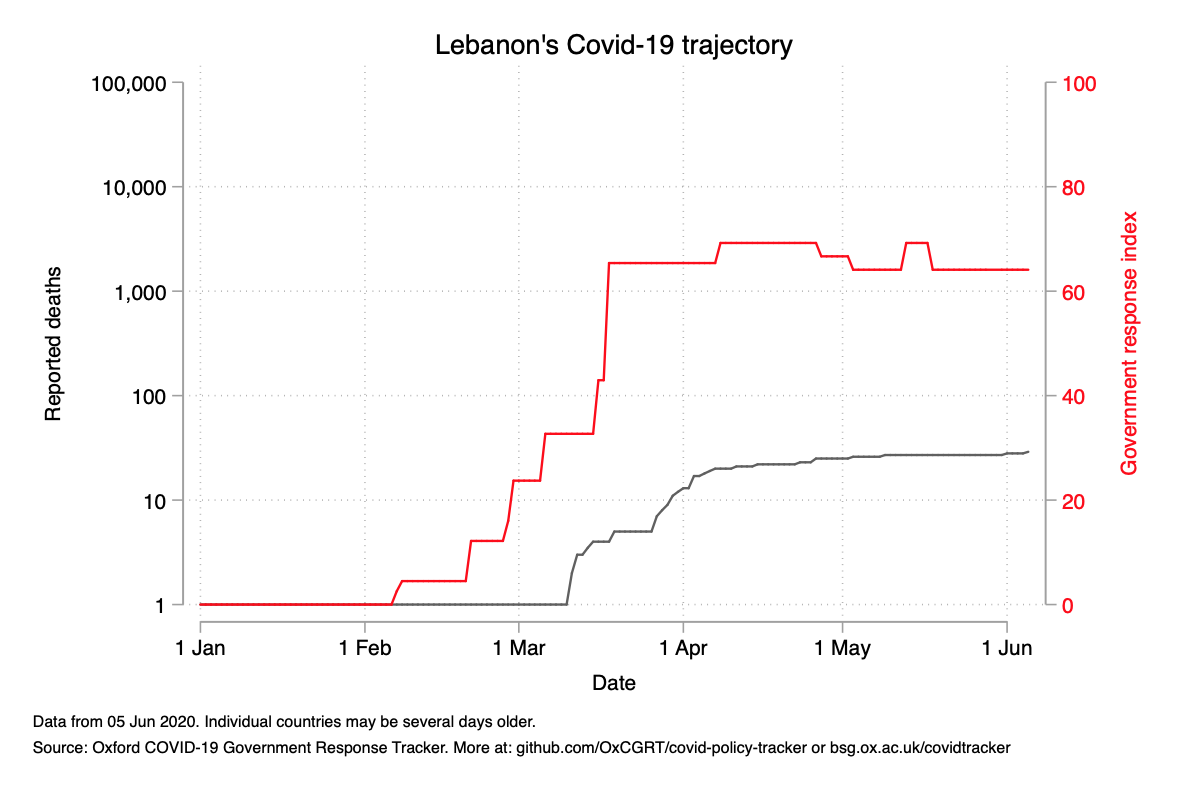 Lebanon's Covid-19 trajectory
100,000
10,000
1,000
100
10
1
Reported deaths
100
80
60
40
20
0
Government response index
1 Jan 1 Feb 1 Mar 1 Apr 1 May 1 Jun
Date
Data from 05 Jun 2020. Individual countries may be several days older.
Source: Oxford COVID-19 Government Response Tracker. More at: github.com/OxCGRT/covid-policy-tracker or bsg.ox.ac.uk/covidtracker